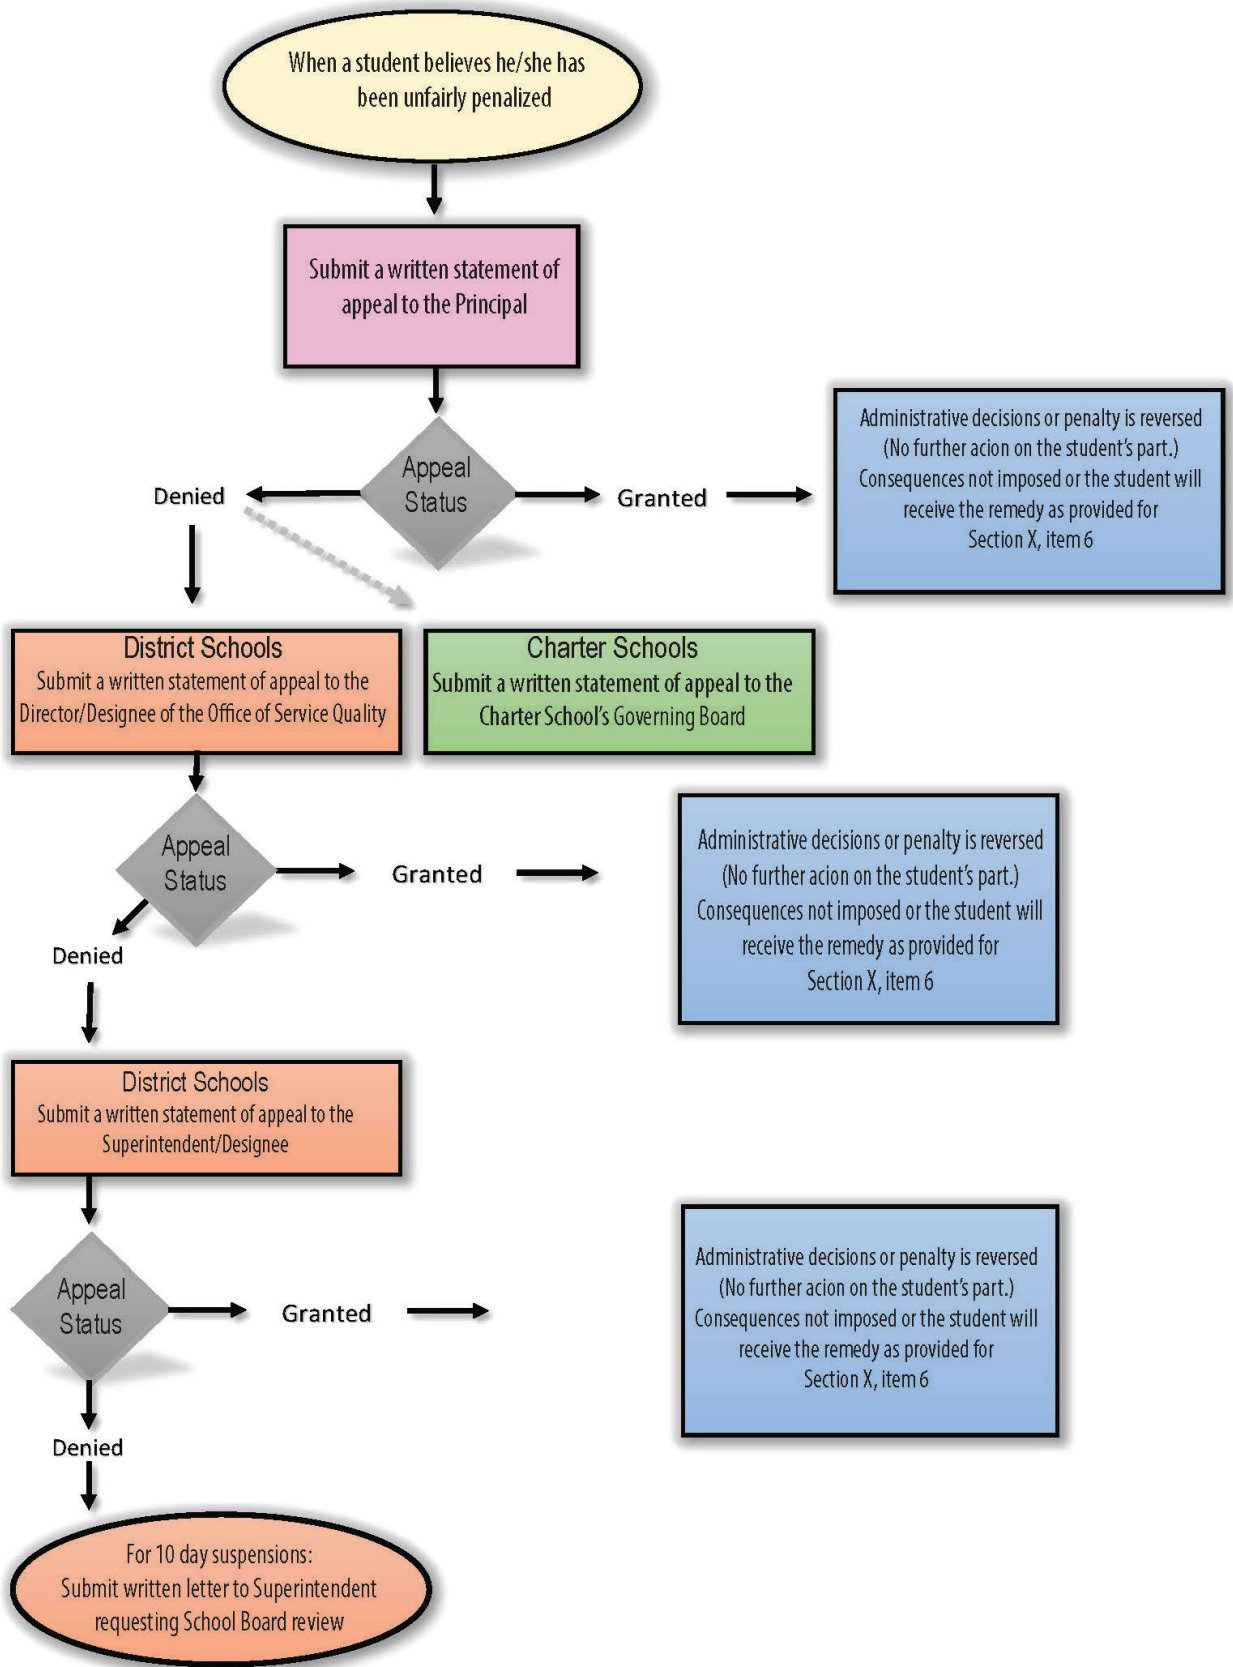 When a student believes he/she has
been unfairly penalized
Submit a written statement of
appeal to the Principal
Appeal
Status
Denied
Granted
Administrative decisions or penalty is reversed
(No further acion on the student's part.)
Consequences not imposed or the student will
receive the remedy as provided for
Section X, item 6
District Schools
Submit a written statement of appeal to the
Director/Designee of the Office of Service Quality
Charter Schools
Submit a written statement of appeal to the
Charter School's Governing Board
Appeal
Status
Granted
Administrative decisions or penalty is reversed
(No further acion on the student's part.)
Consequences not imposed or the student will
receive the remedy as provided for
Section X, item 6
Denied
District Schools
Submit a written statement of appeal to the
Superintendent/Designee
Appeal
Status
Granted
Administrative decisions or penalty is reversed
(No further acion on the student's part.)
Consequences not imposed or the student will
receive the remedy as provided for
Section X, item 6
Denied
For 10 day suspensions:
Submit written letter to Superintendent
requesting School Board review